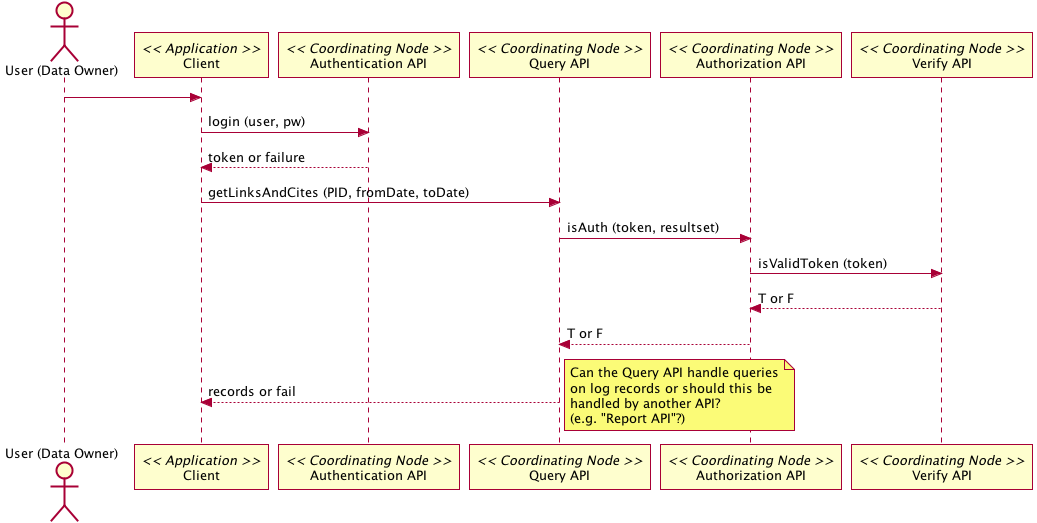 User (Data Owner)
<< Application >>
Client
<< Coordinating Node >>
Authentication API
<< Coordinating Node >>
Query API
<< Coordinating Node >>
Authorization API
<< Coordinating Node >>
Verify API
login (user, pw)
token or failure
getLinksAndCites (PID, fromDate, toDate)
isAuth (token, resultset)
isValidToken (token)
T or F
T or F
Can the Query API handle queries
on log records or should this be
handled by another API?
(e.g. "Report API"?)
records or fail
User (Data Owner)
<< Application >>
Client
<< Coordinating Node >>
Authentication API
<< Coordinating Node >>
Query API
<< Coordinating Node >>
Authorization API
<< Coordinating Node >>
Verify API